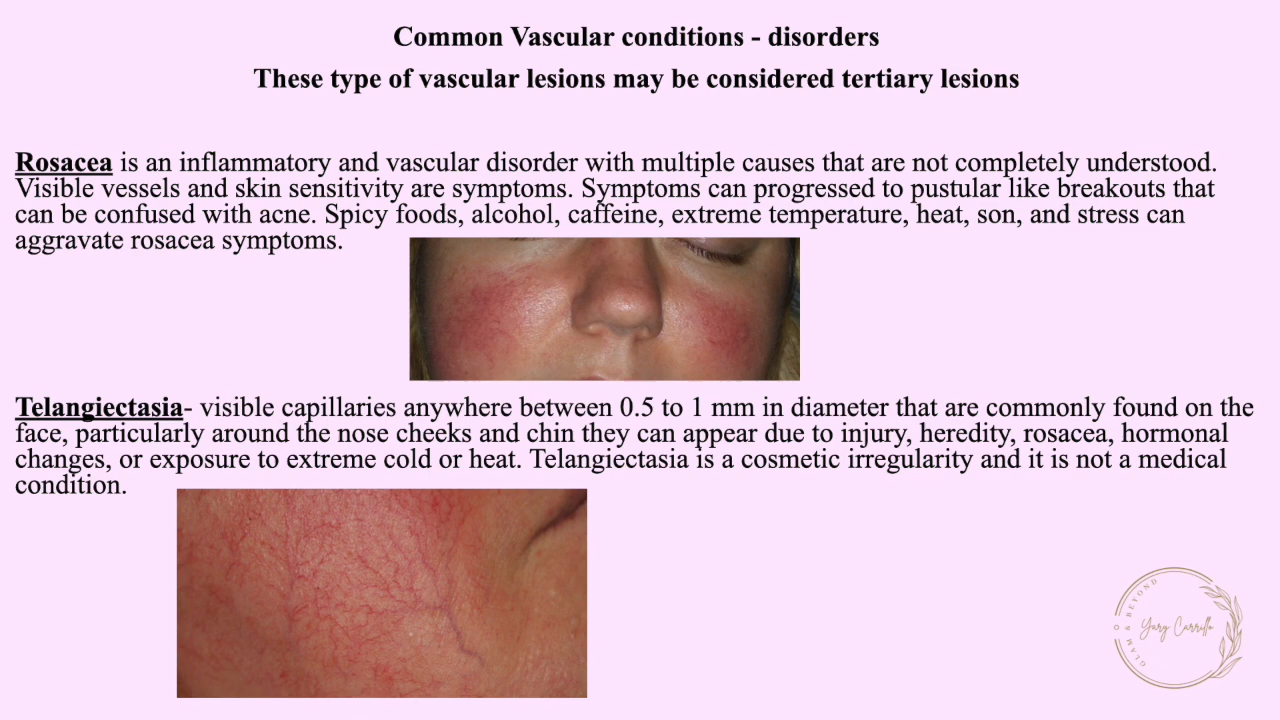 Common Vascular conditions - disorders
These type of vascular lesions may be considered tertiary lesions
Rosacea is an inflammatory and vascular disorder with multiple causes that are not completely understood.
Visible vessels and skin sensitivity are symptoms. Symptoms can progressed to pustular like breakouts that
can be confused with acne. Spicy foods, alcohol, caffeine, extreme temperature, heat, son, and stress can
aggravate rosacea symptoms.
Telangiectasia- visible capillaries anywhere between 0.5 to 1 mm in diameter that are commonly found on the
face, particularly around the nose cheeks and chin they can appear due to injury, heredity, rosacea, hormonal
changes, or exposure to extreme cold or heat. Telangiectasia is a cosmetic irregularity and it is not a medical
condition.
GLAM & BEYOND
Yary Carrillo